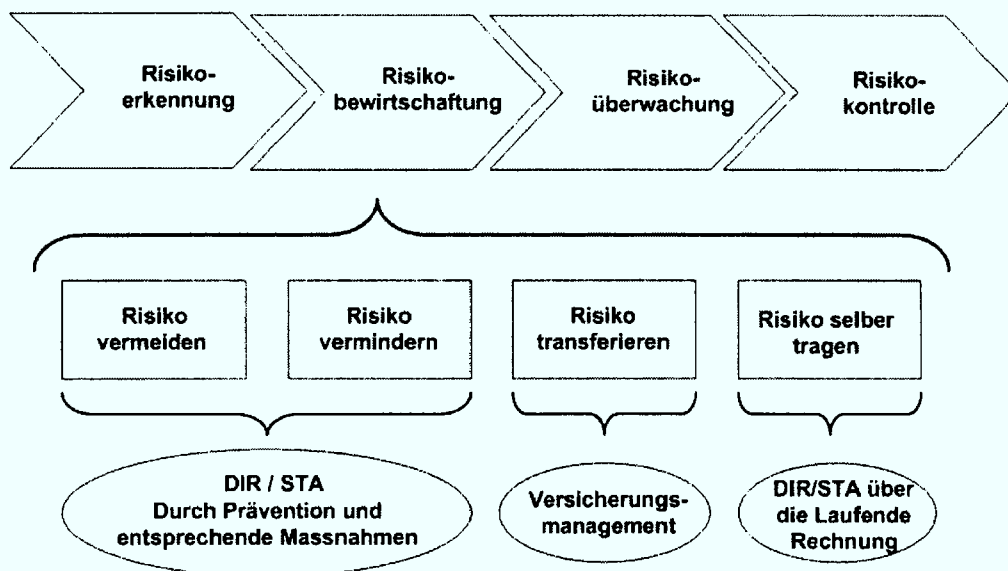 Risiko-
erkennung
Risiko-
bewirtschaftung
Risiko-
überwachung
Risiko-
kontrolle
Risiko
vermeiden
Risiko
vermindern
Risiko
transferieren
Risiko selber
tragen
DIR / STA
Durch Prävention und
entsprechende Massnahmen
Versicherungs-
management
DIR/STA über
die Laufende
Rechnung